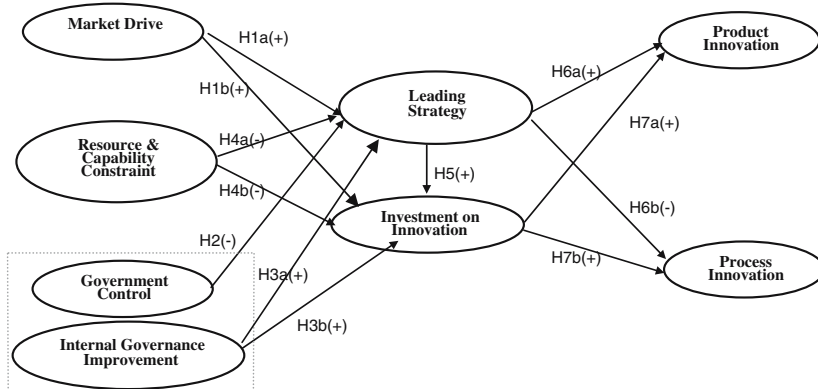 Market Drive
H1a(+)
H1b(+)
Resource &
Capability
Constraint
H4a(-)
H4b(-)
Government
Control
H2(-)
Internal Governance
Improvement
H3a(+)
H3b(+)
Leading
Strategy
H5(+)
Investment on
Innovation
H6a(+)
H7a(+)
H6b(-)
H7b(+)
Product
Innovation
Process
Innovation